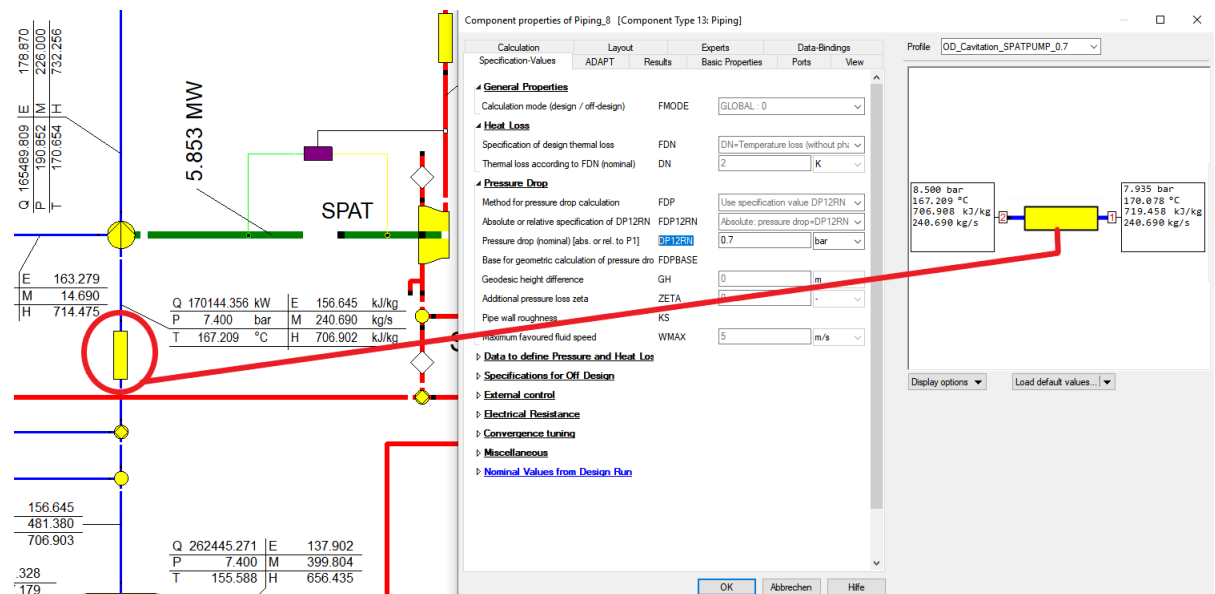 178.870
226.000
732.256
E
M
H
165489.809
190.852
170.654
Q
P
T
5.853 MW
SPAT
E 163.279
M 14.690
H 714.475
Q 170144.356 kW E 156.645 kJ/kg
P 7.400 bar M 240.690 kg/s
T 167.209 °C H 706.902 kJ/kg
S
156.645
481.380
706.903
.328
.179
Q 262445.271 E 137.902
P 7.400 M 399.804
T 155.588 H 656.435
Component properties of Piping_8 [Component Type 13: Piping]
Calculation Layout Experts Data-Bindings
Specification-Values ADAPT Results Basic Properties Ports View
General Properties
Calculation mode (design / off-design) FMODE GLOBAL : 0
Heat Loss
Specification of design thermal loss FDN DN=Temperature loss (without pha
Thermal loss according to FDN (nominal) DN 2 K
Pressure Drop
Method for pressure drop calculation FDP Use specification value DP12RN
Absolute or relative specification of DP12RN FDP12RN Absolute: pressure drop=DP12RN
Pressure drop (nominal) [abs. or rel. to P1] DP12RN 0.7 bar
Base for geometric calculation of pressure dro FDPBASE
Geodesic height difference GH 0 m
Additional pressure loss zeta ZETA -
Pipe wall roughness KS
Maximum favoured fluid speed WMAX 5 m/s
Data to define Pressure and Heat Los
Specifications for Off Design
External control
Electrical Resistance
Convergence tuning
Miscellaneous
Nominal Values from Design Run
OK Abbrechen Hilfe
Profile OD_Cavitation_SPATPUMP_0.7
8.500 bar
167.209 °C
706.908 kJ/kg
240.690 kg/s
2
1
7.935 bar
170.078 °C
719.458 kJ/kg
240.690 kg/s
Display options Load default values...